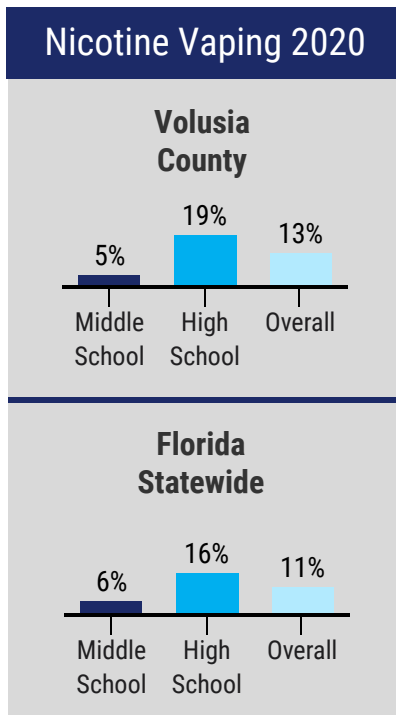 Nicotine Vaping 2020
Volusia
County
5%
19%
13%
Middle
School
High
School
Overall
Florida
Statewide
6%
16%
11%
Middle
School
High
School
Overall